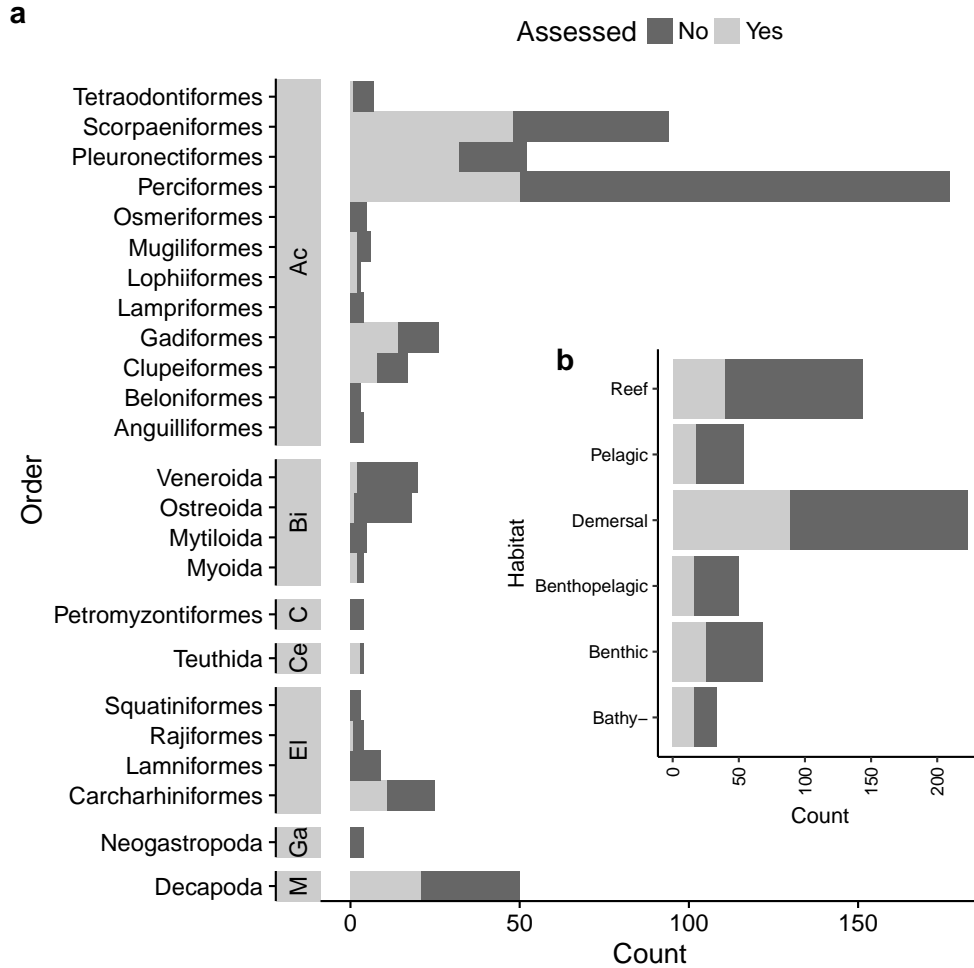 a
Assessed No Yes
Tetraodontiformes
Scorpaeniformes
Pleuronectiformes
Perciformes
Osmeriformes
Mugiliformes
Lophiiformes
Lampriformes
Gadiformes
Clupeiformes
Beloniformes
Anguilliformes
Ac
Veneroida
Ostreoida
Mytiloida
Myoida
Bi
Petromyzontiformes
C
Teuthida
Ce
Squatiniformes
Rajiformes
Lamniformes
Carcharhiniformes
El
Neogastropoda
Ga
Decapoda
M
Order
0 50 100 150
Count
b
Reef
Pelagic
Demersal
Benthopelagic
Benthic
Bathy−
Habitat
0 50 100 150 200
Count